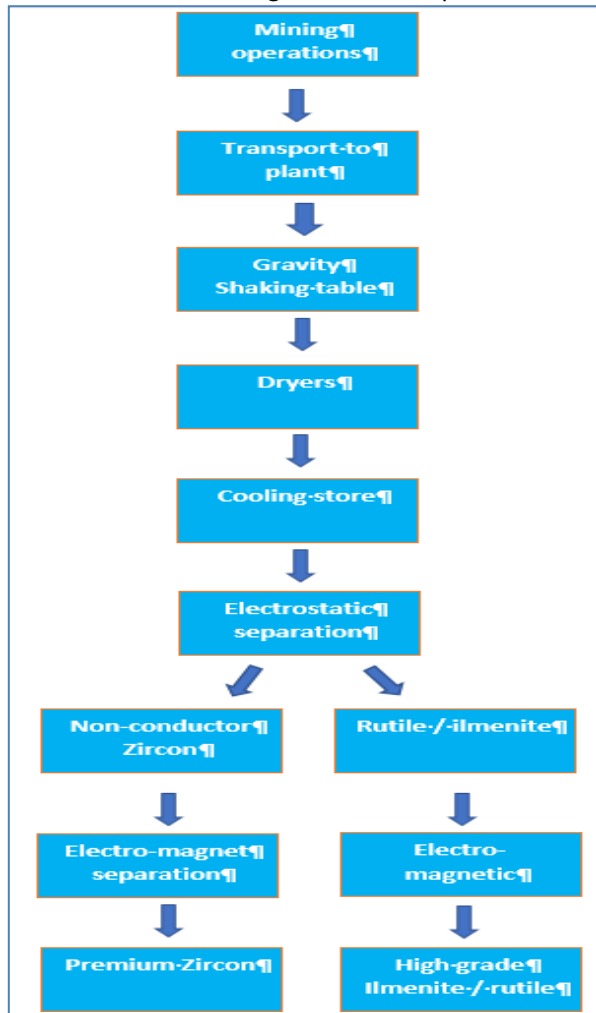 Mining¶
operations¶
Transport·to¶
plant¶
Gravity¶
Shaking·table¶
Dryers¶
Cooling·store¶
Electrostatic¶
separation¶
Non-conductor¶
Zircon¶
Rutile·/·ilmenite¶
Electro-magnet¶
separation¶
Electro-
magnetic¶
Premium·Zircon¶
High·grade¶
Ilmenite·/·rutile¶